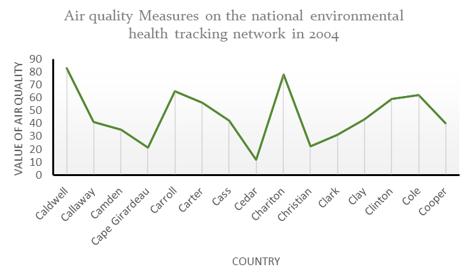 Air quality Measures on the national environmental
health tracking network in 2004
VALUE OF AIR QUALITY
90
80
70
60
50
40
30
20
10
0
Caldwell
Callaway
Camden
Cape Girardeau
Carroll
Carter
Cass
Cedar
Chariton
Christian
Clark
Clay
Clinton
Cole
Cooper
COUNTRY